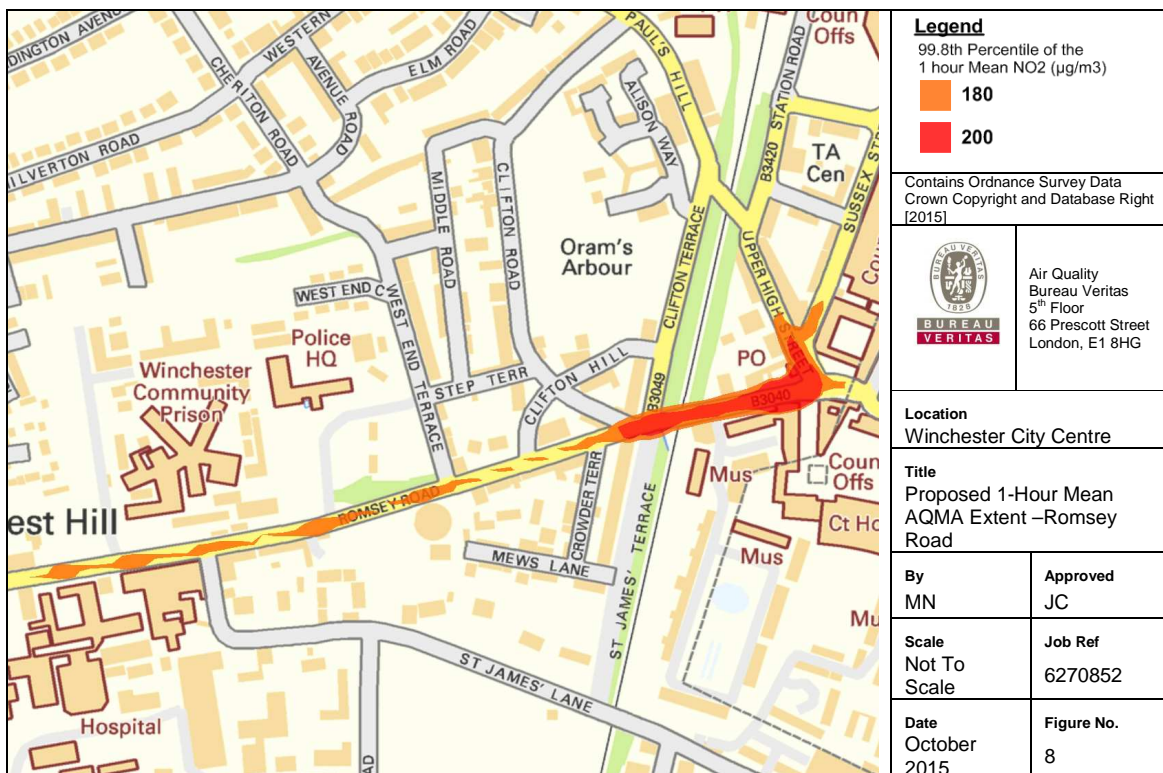 DINGTON AVEN
WESTERN
AVENUE ROAD
ELM ROAD
CHERITON ROAD
MILVERTON ROAD
PAUL'S HILL
ALISON WAY
B3420 STATION ROAD
Coun
Offs
TA
Cen
SUSSEX STR
MIDDLE ROAD
CLIFTON ROAD
Oram's
Arbour
CLIFTON TERRACE
B3049
UPPER HIGH STREET
Cou
WEST END C
WEST END TERRACE
Police
HQ
Winchester
Community
Prison
STEP TERR
CLIFTON HILL
PO
B3040
est Hill
ROMSEY ROAD
CROWDER TERR
MEWS LANE
ST JAMES' TERRACE
Mus
Coun
Offs
Ct Ho
Mus
Mu
ST JAMES' LANE
Hospital
AD
Legend
99.8th Percentile of the
1 hour Mean NO2 (µg/m3)
180
200
Contains Ordnance Survey Data
Crown Copyright and Database Right
[2015]
BUREAU VERITAS
1828
BUREAU
VERITAS
Air Quality
Bureau Veritas
5th Floor
66 Prescott Street
London, E1 8HG
Location
Winchester City Centre
Title
Proposed 1-Hour Mean
AQMA Extent –Romsey
Road
By
MN
Approved
JC
Scale
Not To
Scale
Job Ref
6270852
Date
October
2015
Figure No.
8